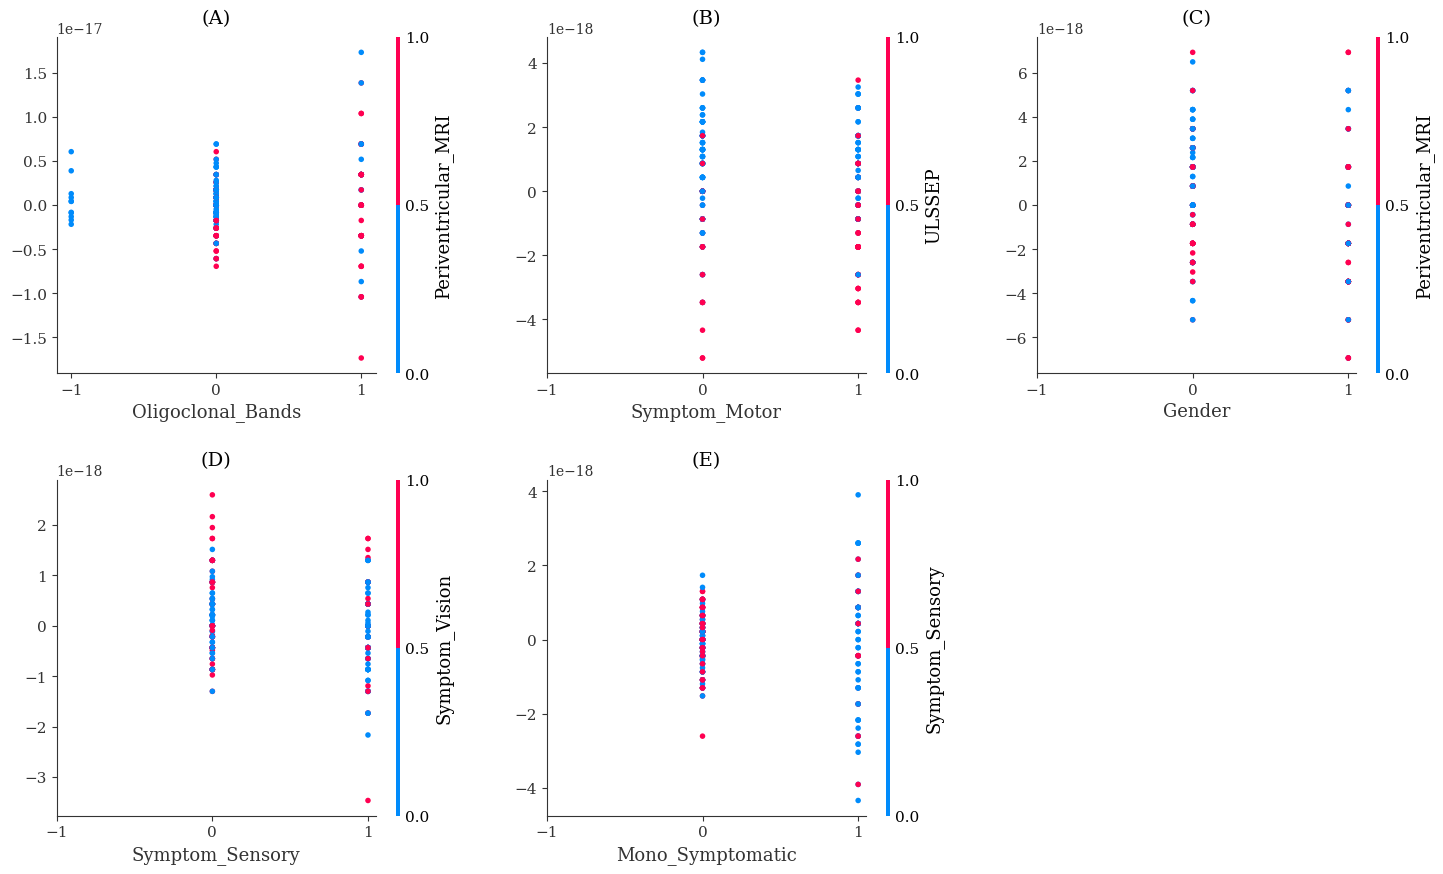 (A)
1e−17
1.5
1.0
0.5
0.0
−0.5
−1.0
−1.5
−1 0 1
Oligoclonal_Bands
1.0
0.5
0.0
Periventricular_MRI
(B)
1e−18
4
2
0
−2
−4
−1 0 1
Symptom_Motor
1.0
0.5
0.0
ULSSEP
(C)
1e−18
6
4
2
0
−2
−4
−6
−1 0 1
Gender
1.0
0.5
0.0
Periventricular_MRI
(D)
1e−18
2
1
0
−1
−2
−3
−1 0 1
Symptom_Sensory
1.0
0.5
0.0
Symptom_Vision
(E)
1e−18
4
2
0
−2
−4
−1 0 1
Mono_Symptomatic
1.0
0.5
0.0
Symptom_Sensory